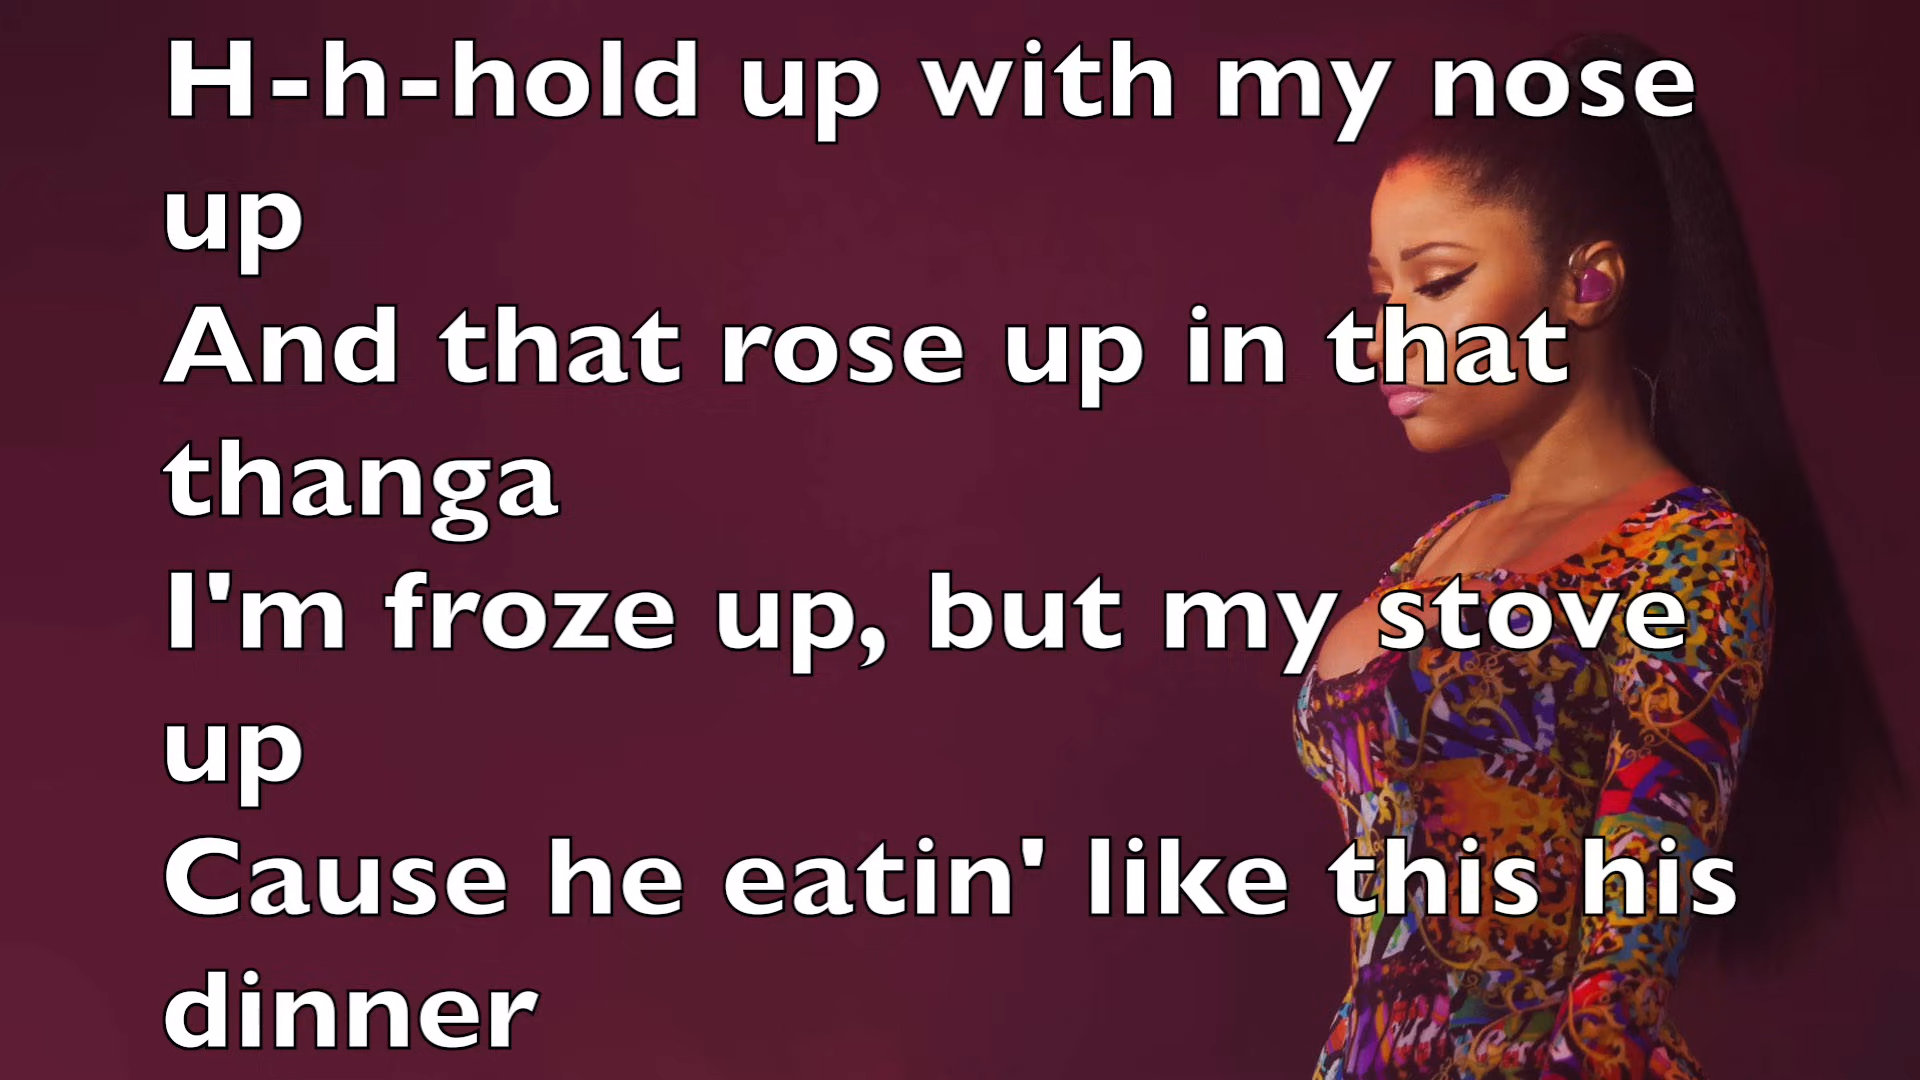 H-h-hold up with my nose
up
And that rose up in that
thanga
I'm froze up, but my stove
up
Cause he eatin' like this his
dinner